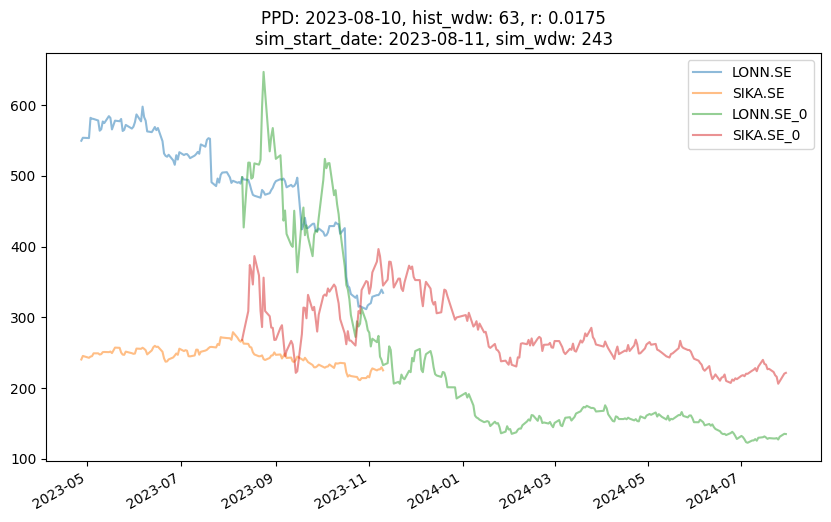 PPD: 2023-08-10, hist_wdw: 63, r: 0.0175
sim_start_date: 2023-08-11, sim_wdw: 243
LONN.SE
SIKA.SE
LONN.SE_0
SIKA.SE_0
600
500
400
300
200
100
2023-05
2023-07
2023-09
2023-11
2024-01
2024-03
2024-05
2024-07